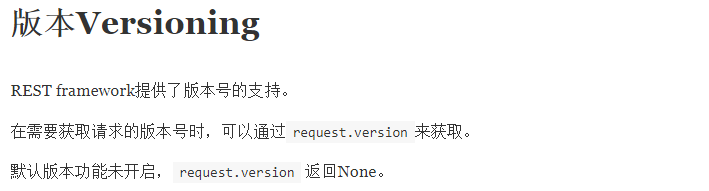 版本Versioning
REST framework提供了版本号的支持。
在需要获取请求的版本号时，可以通过 request.version 来获取。
默认版本功能未开启， request.version 返回None。